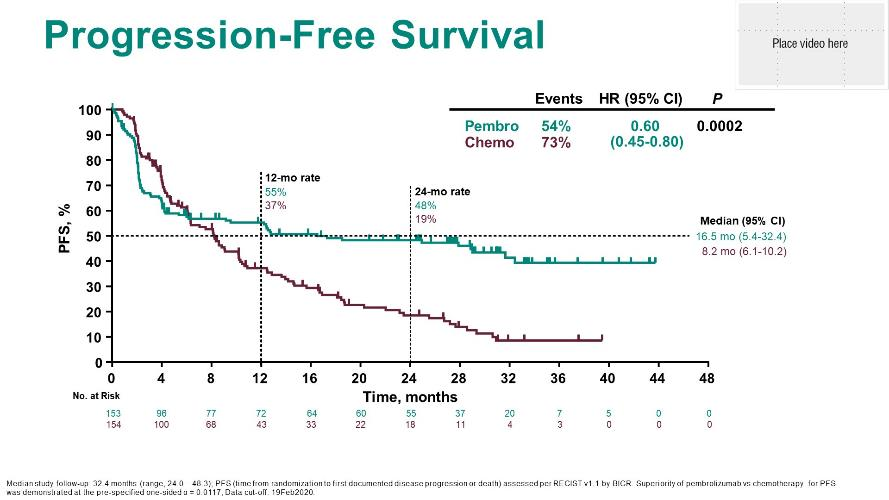 Progression-Free Survival
Place video here
Events HR (95% CI) P
Pembro 54% 0.60 0.0002
Chemo 73% (0.45-0.80)
100
90
80
70
60
50
40
30
20
10
0
PFS, %
12-mo rate
55%
37%
24-mo rate
48%
19%
Median (95% CI)
16.5 mo (5.4-32.4)
8.2 mo (6.1-10.2)
0 4 8 12 16 20 24 28 32 36 40 44 48
Time, months
No. at Risk
153 96 77 72 64 60 55 37 20 7 5 0 0
154 100 68 43 33 22 18 11 4 3 0 0 0
Median study follow-up: 32.4 months (range, 24.0 – 48.3); PFS (time from randomization to first documented disease progression or death) assessed per RECIST v1.1 by BICR. Superiority of pembrolizumab vs chemotherapy for PFS
was demonstrated at the pre-specified one-sided α = 0.0117; Data cut-off: 19Feb2020.